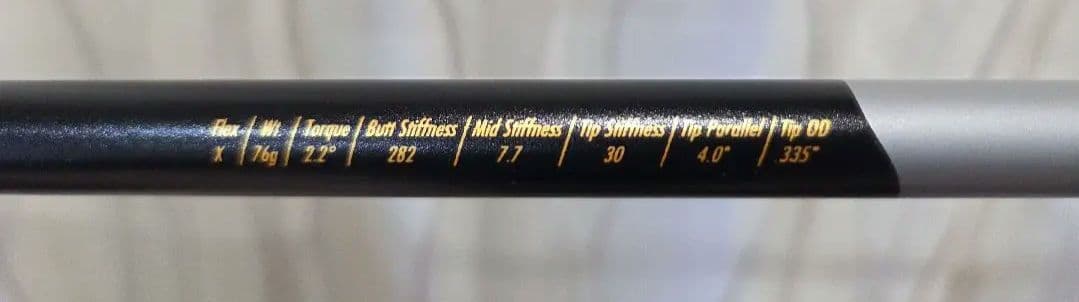 Flex / Wt. / Torque / Butt Stiffness / Mid Stiffness / Tip Stiffness / Tip Parallel / Tip OD
X / 76g / 2.2° / 282 / 7.7 / 30 / 4.0" / .335"